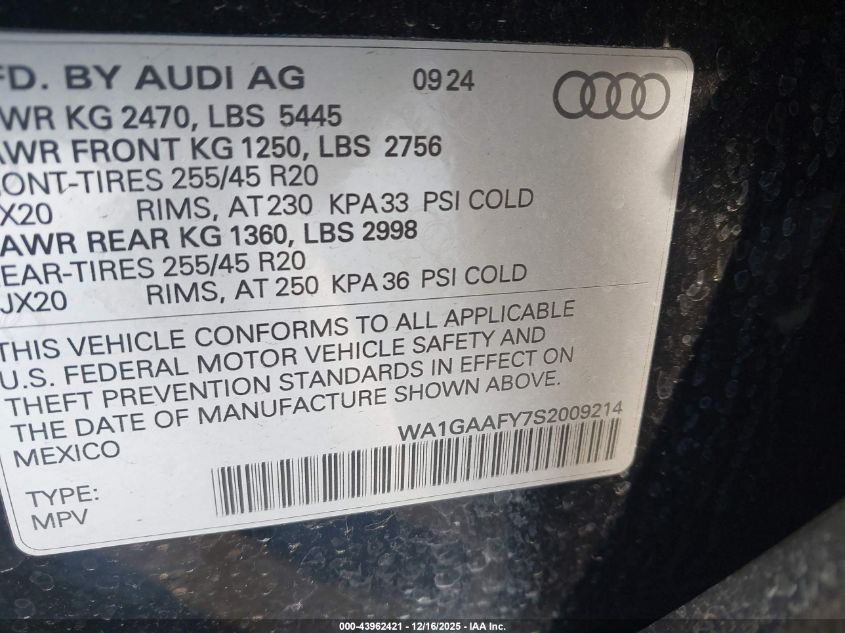 FD. BY AUDI AG 09 24
WR KG 2470, LBS 5445
AWR FRONT KG 1250, LBS 2756
ONT-TIRES 255/45 R20
X20 RIMS, AT 230 KPA 33 PSI COLD
AWR REAR KG 1360, LBS 2998
EAR-TIRES 255/45 R20
JX20 RIMS, AT 250 KPA 36 PSI COLD
THIS VEHICLE CONFORMS TO ALL APPLICABLE
U.S. FEDERAL MOTOR VEHICLE SAFETY AND
THEFT PREVENTION STANDARDS IN EFFECT ON
THE DATE OF MANUFACTURE SHOWN ABOVE.
WA1GAAFY7S2009214
MEXICO
TYPE:
MPV
000-43962421 - 12/16/2025 - IAA Inc.